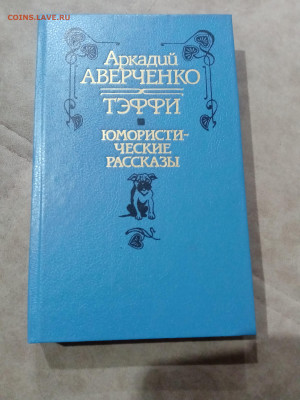 COINS.LAVE.RU
Аркадий
АВЕРЧЕНКО
ТЭФФИ
ЮМОРИСТИ-
ЧЕСКИЕ
РАССКАЗЫ